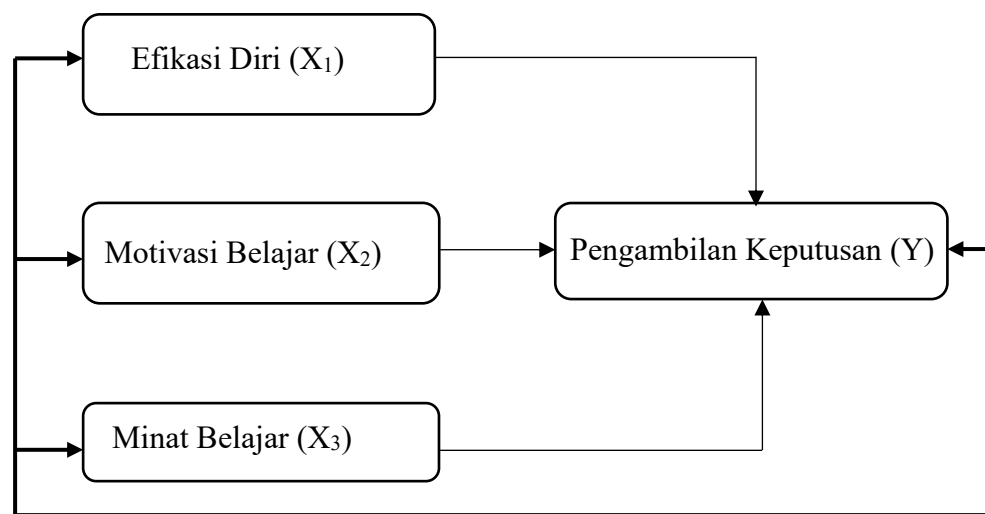 Efikasi Diri (X₁)
Motivasi Belajar (X₂)
Pengambilan Keputusan (Y)
Minat Belajar (X₃)